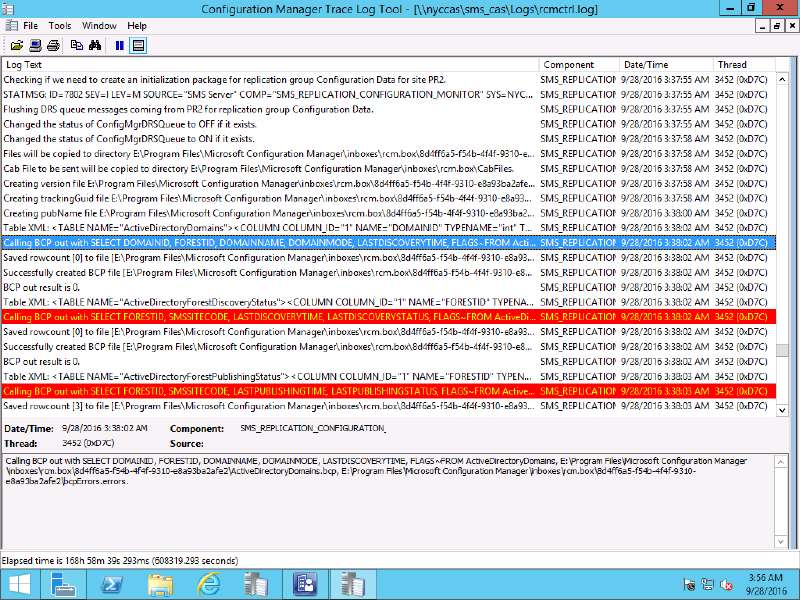 Configuration Manager Trace Log Tool - [\\nyccas\sms_cas\Logs\rcmctrl.log]
File Tools Window Help
Log Text Component Date/Time Thread
Checking if we need to create an initialization package for replication group Configuration Data for site PR2. SMS_REPLICATION 9/28/2016 3:37:55 AM 3452 (0xD7C)
STATMSG: ID=7802 SEV=I LEV=M SOURCE="SMS Server" COMP="SMS_REPLICATION_CONFIGURATION_MONITOR" SYS=NYC... SMS_REPLICATION 9/28/2016 3:37:55 AM 3452 (0xD7C)
Flushing DRS queue messages coming from PR2 for replication group Configuration Data. SMS_REPLICATION 9/28/2016 3:37:55 AM 3452 (0xD7C)
Changed the status of ConfigMgrDRSQueue to OFF if it exists. SMS_REPLICATION 9/28/2016 3:37:55 AM 3452 (0xD7C)
Changed the status of ConfigMgrDRSQueue to ON if it exists. SMS_REPLICATION 9/28/2016 3:37:58 AM 3452 (0xD7C)
Files will be copied to directory E:\Program Files\Microsoft Configuration Manager\inboxes\rcm.box\8d4ff6a5-f54b-4f4f-9310-e... SMS_REPLICATION 9/28/2016 3:37:58 AM 3452 (0xD7C)
Cab File to be sent will be copied to directory E:\Program Files\Microsoft Configuration Manager\inboxes\rcm.box\CabFiles. SMS_REPLICATION 9/28/2016 3:37:58 AM 3452 (0xD7C)
Creating version file E:\Program Files\Microsoft Configuration Manager\inboxes\rcm.box\8d4ff6a5-f54b-4f4f-9310-e8a93ba2afe... SMS_REPLICATION 9/28/2016 3:37:58 AM 3452 (0xD7C)
Creating trackingGuid file E:\Program Files\Microsoft Configuration Manager\inboxes\rcm.box\8d4ff6a5-f54b-4f4f-9310-e8a93... SMS_REPLICATION 9/28/2016 3:37:58 AM 3452 (0xD7C)
Creating pubName file E:\Program Files\Microsoft Configuration Manager\inboxes\rcm.box\8d4ff6a5-f54b-4f4f-9310-e8a93ba2... SMS_REPLICATION 9/28/2016 3:38:00 AM 3452 (0xD7C)
Table XML: <TABLE NAME="ActiveDirectoryDomains"><COLUMN COLUMN_ID="1" NAME="DOMAINID" TYPENAME="int" T... SMS_REPLICATION 9/28/2016 3:38:02 AM 3452 (0xD7C)
Calling BCP out with SELECT DOMAINID, FORESTID, DOMAINNAME, DOMAINMODE, LASTDISCOVERYTIME, FLAGS~FROM Acti... SMS_REPLICATION 9/28/2016 3:38:02 AM 3452 (0xD7C)
Saved rowcount [0] to file [E:\Program Files\Microsoft Configuration Manager\inboxes\rcm.box\8d4ff6a5-f54b-4f4f-9310-e8a93... SMS_REPLICATION 9/28/2016 3:38:02 AM 3452 (0xD7C)
Successfully created BCP file [E:\Program Files\Microsoft Configuration Manager\inboxes\rcm.box\8d4ff6a5-f54b-4f4f-9310-e8... SMS_REPLICATION 9/28/2016 3:38:02 AM 3452 (0xD7C)
BCP out result is 0. SMS_REPLICATION 9/28/2016 3:38:02 AM 3452 (0xD7C)
Table XML: <TABLE NAME="ActiveDirectoryForestDiscoveryStatus"><COLUMN COLUMN_ID="1" NAME="FORESTID" TYPENA... SMS_REPLICATION 9/28/2016 3:38:02 AM 3452 (0xD7C)
Calling BCP out with SELECT FORESTID, SMSSITECODE, LASTDISCOVERYTIME, LASTDISCOVERYSTATUS, FLAGS~FROM ActiveDi... SMS_REPLICATION 9/28/2016 3:38:02 AM 3452 (0xD7C)
Saved rowcount [0] to file [E:\Program Files\Microsoft Configuration Manager\inboxes\rcm.box\8d4ff6a5-f54b-4f4f-9310-e8a93... SMS_REPLICATION 9/28/2016 3:38:02 AM 3452 (0xD7C)
Successfully created BCP file [E:\Program Files\Microsoft Configuration Manager\inboxes\rcm.box\8d4ff6a5-f54b-4f4f-9310-e8... SMS_REPLICATION 9/28/2016 3:38:02 AM 3452 (0xD7C)
BCP out result is 0. SMS_REPLICATION 9/28/2016 3:38:02 AM 3452 (0xD7C)
Table XML: <TABLE NAME="ActiveDirectoryForestPublishingStatus"><COLUMN COLUMN_ID="1" NAME="FORESTID" TYPEN... SMS_REPLICATION 9/28/2016 3:38:03 AM 3452 (0xD7C)
Calling BCP out with SELECT FORESTID, SMSSITECODE, LASTPUBLISHINGTIME, LASTPUBLISHINGSTATUS, FLAGS~FROM Active... SMS_REPLICATION 9/28/2016 3:38:03 AM 3452 (0xD7C)
Saved rowcount [3] to file [E:\Program Files\Microsoft Configuration Manager\inboxes\rcm.box\8d4ff6a5-f54b-4f4f-9310-e8a93... SMS_REPLICATION 9/28/2016 3:38:03 AM 3452 (0xD7C)
Date/Time: 9/28/2016 3:38:02 AM Component: SMS_REPLICATION_CONFIGURATION_
Thread: 3452 (0xD7C) Source:
Calling BCP out with SELECT DOMAINID, FORESTID, DOMAINNAME, DOMAINMODE, LASTDISCOVERYTIME, FLAGS~FROM ActiveDirectoryDomains, E:\Program Files\Microsoft Configuration Manager
\inboxes\rcm.box\8d4ff6a5-f54b-4f4f-9310-e8a93ba2afe2\ActiveDirectoryDomains.bcp, E:\Program Files\Microsoft Configuration Manager\inboxes\rcm.box\8d4ff6a5-f54b-4f4f-9310-
e8a93ba2afe2\bcpErrors.errors.
Elapsed time is 168h 58m 39s 293ms (608319.293 seconds)
3:56 AM
9/28/2016